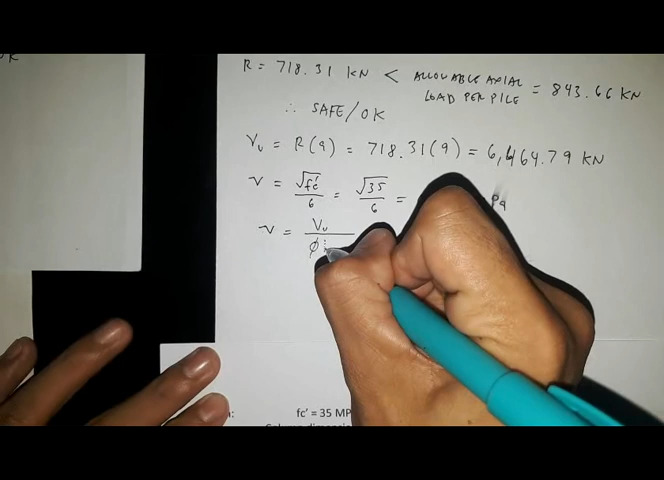 OK
R = 718.31 KN < ALLOWABLE AXIAL LOAD PER PILE = 843.66 KN
∴ SAFE/OK
Vu = R(9) = 718.31(9) = 6,464.79 KN
v = √fc' / 6 = √35 / 6 =
v = Vu / ϕ
fc' = 35 MP